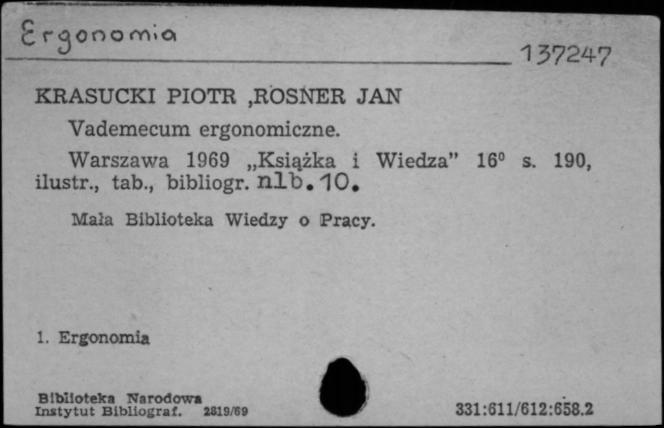 Ergonomia
137247
KRASUCKI PIOTR ,ROSNER JAN
Vademecum ergonomiczne.
Warszawa 1969 „Książka i Wiedza” 16⁰ s. 190,
ilustr., tab., bibliogr. nlb. 10.
Mała Biblioteka Wiedzy o Pracy.
1. Ergonomia
Biblioteka Narodowa
Instytut Bibliograf. 2819/69
331:611/612:658.2